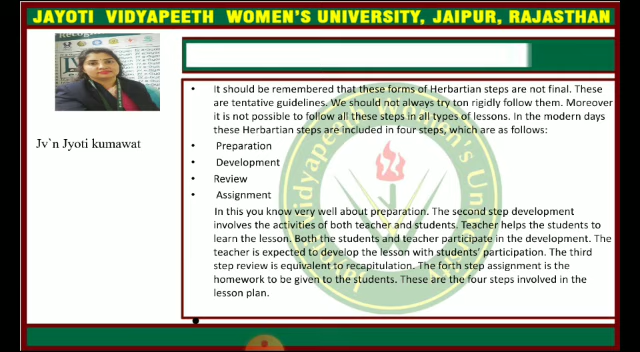 JAYOTI VIDYAPEETH WOMEN'S UNIVERSITY, JAIPUR, RAJASTHAN
Jv`n Jyoti kumawat
• It should be remembered that these forms of Herbartian steps are not final. These
are tentative guidelines. We should not always try ton rigidly follow them. Moreover
it is not possible to follow all these steps in all types of lessons. In the modern days
these Herbartian steps are included in four steps, which are as follows:
• Preparation
• Development
• Review
• Assignment
In this you know very well about preparation. The second step development
involves the activities of both teacher and students. Teacher helps the students to
learn the lesson. Both the students and teacher participate in the development. The
teacher is expected to develop the lesson with students' participation. The third
step review is equivalent to recapitulation. The forth step assignment is the
homework to be given to the students. These are the four steps involved in the
lesson plan.